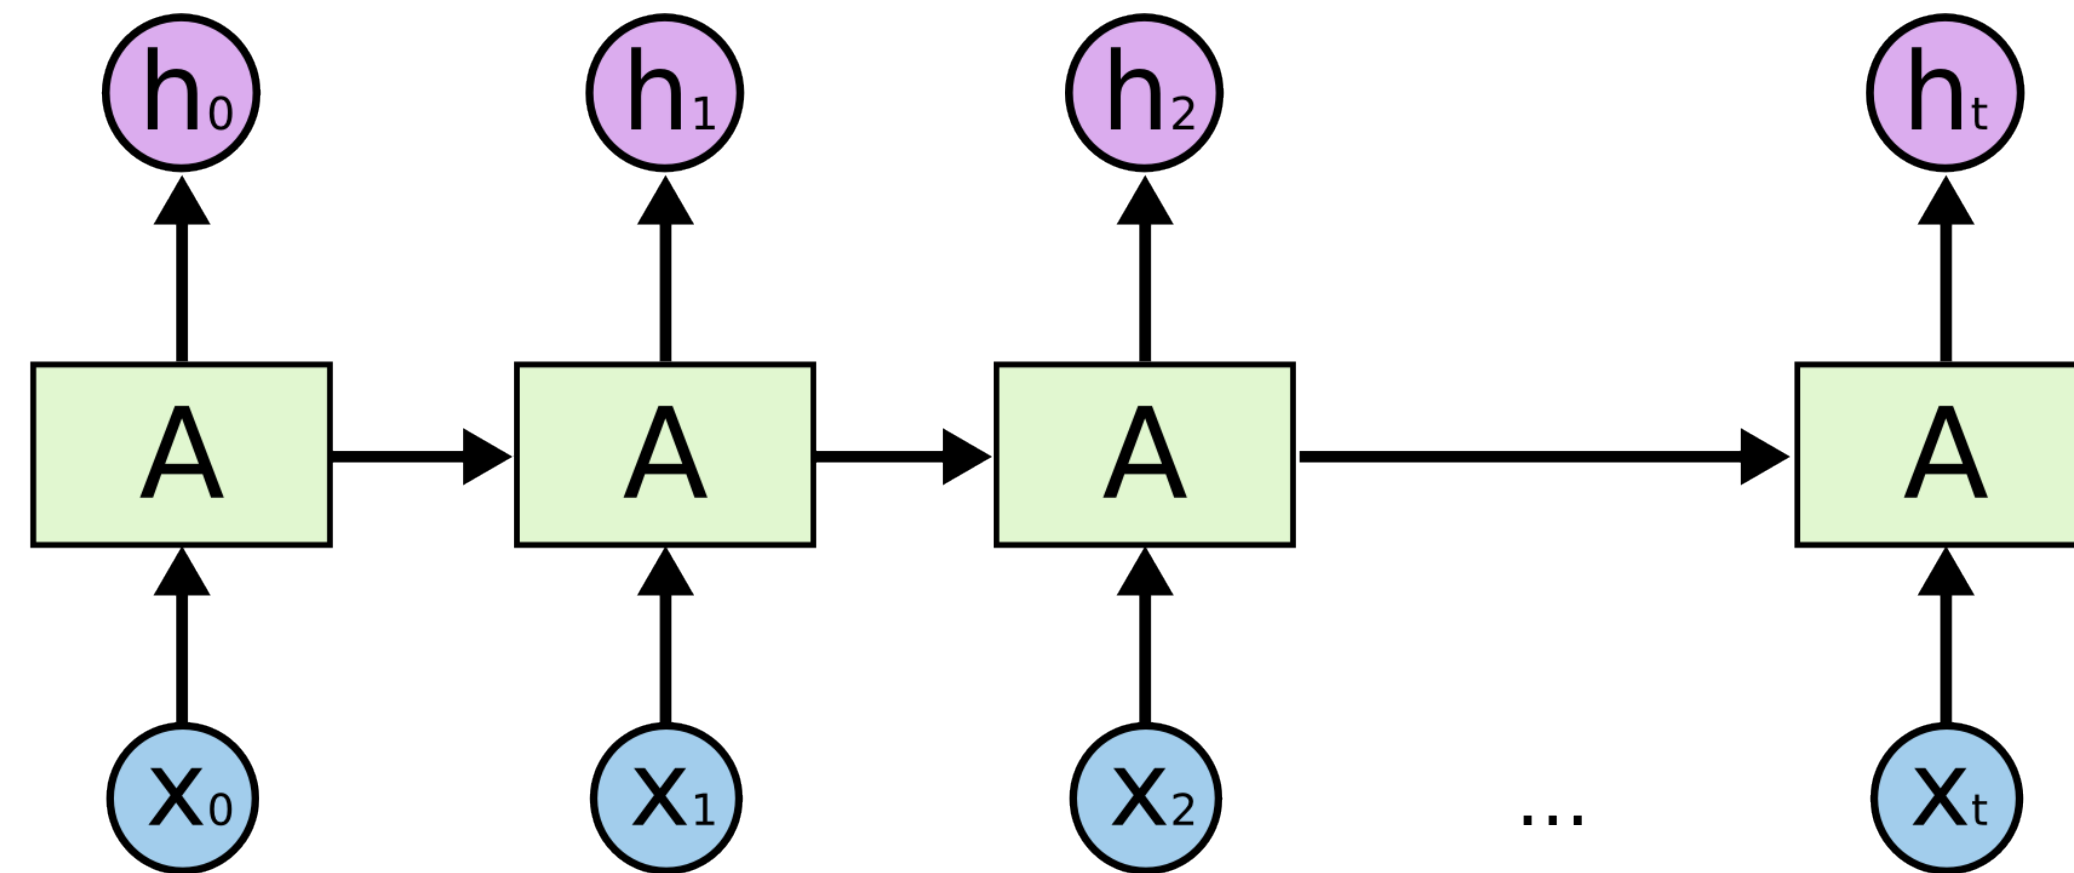 h₀ h₁ h₂ hₜ
A A A A
x₀ x₁ x₂ ... xₜ